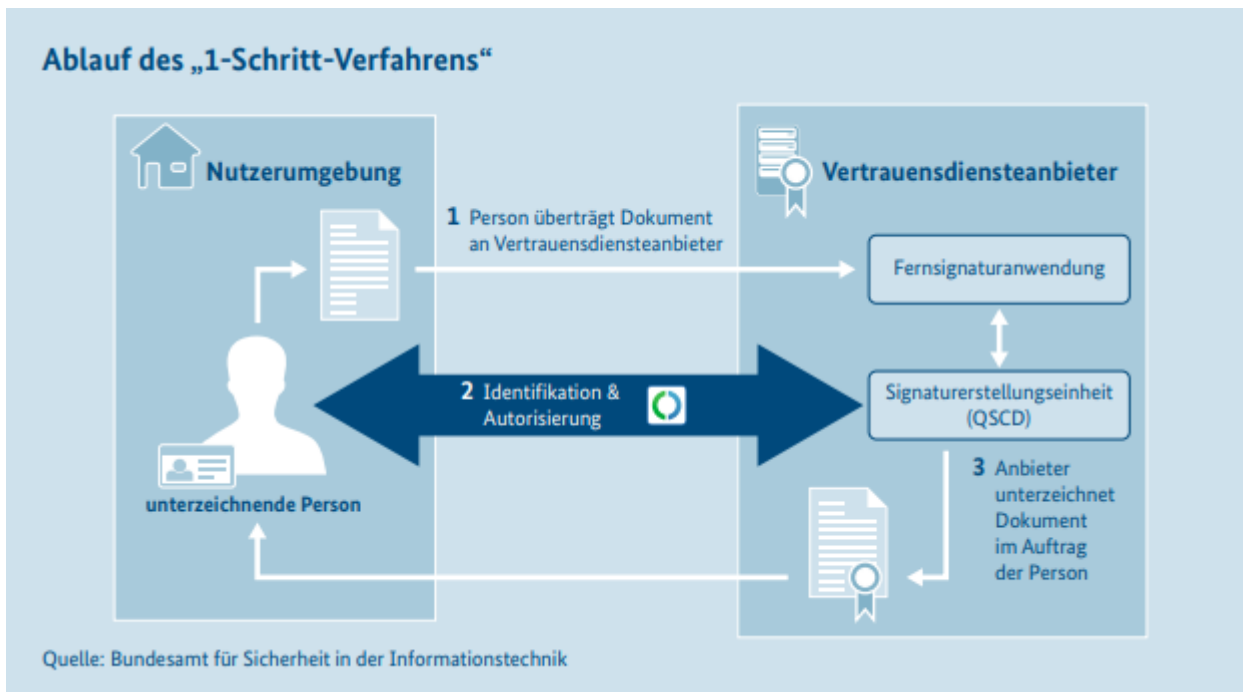 Ablauf des „1-Schritt-Verfahrens“
Nutzerumgebung
Vertrauensdiensteanbieter
1 Person überträgt Dokument
an Vertrauensdiensteanbieter
Fernsignaturanwendung
2 Identifikation &
Autorisierung
Signaturerstellungseinheit
(QSCD)
unterzeichnende Person
3 Anbieter
unterzeichnet
Dokument
im Auftrag
der Person
Quelle: Bundesamt für Sicherheit in der Informationstechnik